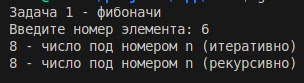 Задача 1 - фибоначи
Введите номер элемента: 6
8 - число под номером n (итеративно)
8 - число под номером n (рекурсивно)